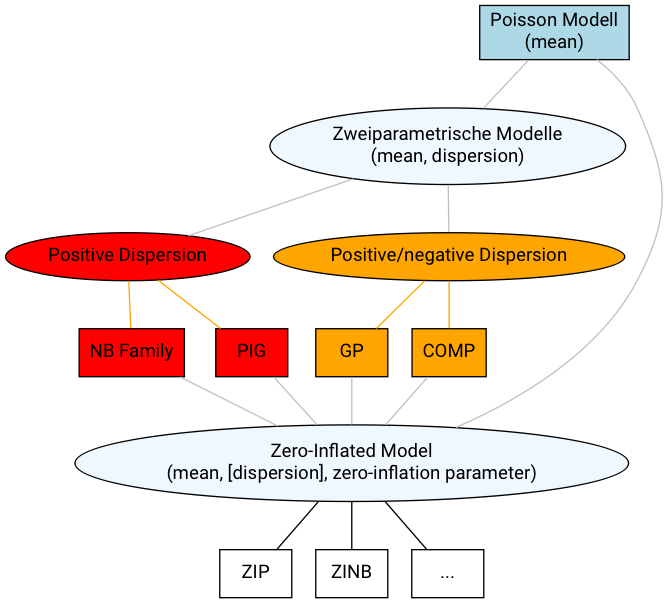 Poisson Modell
(mean)
Zweiparametrische Modelle
(mean, dispersion)
Positive Dispersion
Positive/negative Dispersion
NB Family
PIG
GP
COMP
Zero-Inflated Model
(mean, [dispersion], zero-inflation parameter)
ZIP
ZINB
...